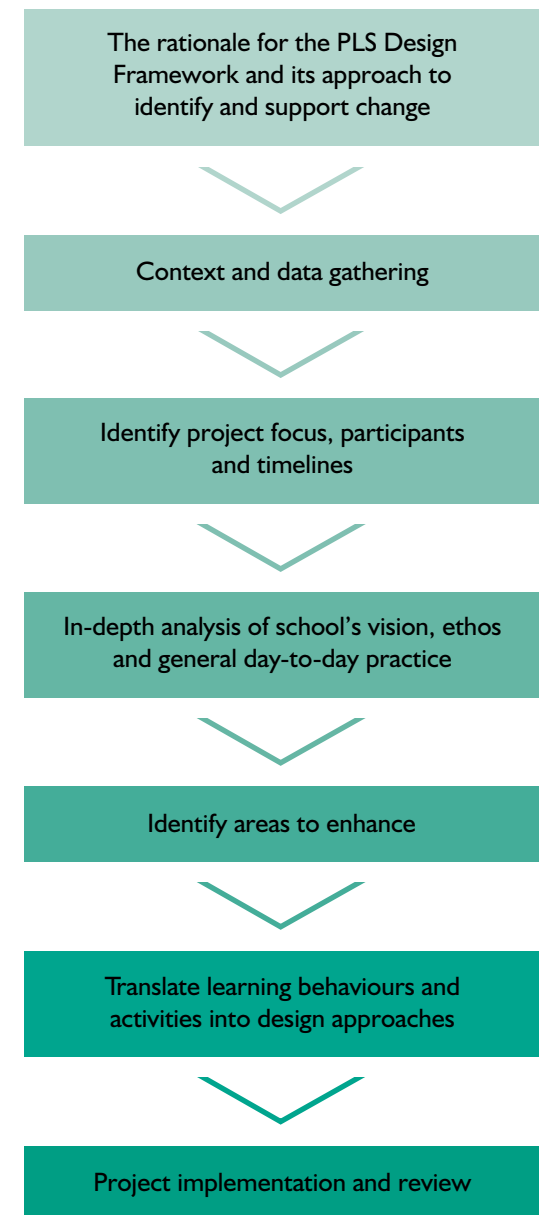 The rationale for the PLS Design
Framework and its approach to
identify and support change
Context and data gathering
Identify project focus, participants
and timelines
In-depth analysis of school’s vision, ethos
and general day-to-day practice
Identify areas to enhance
Translate learning behaviours and
activities into design approaches
Project implementation and review